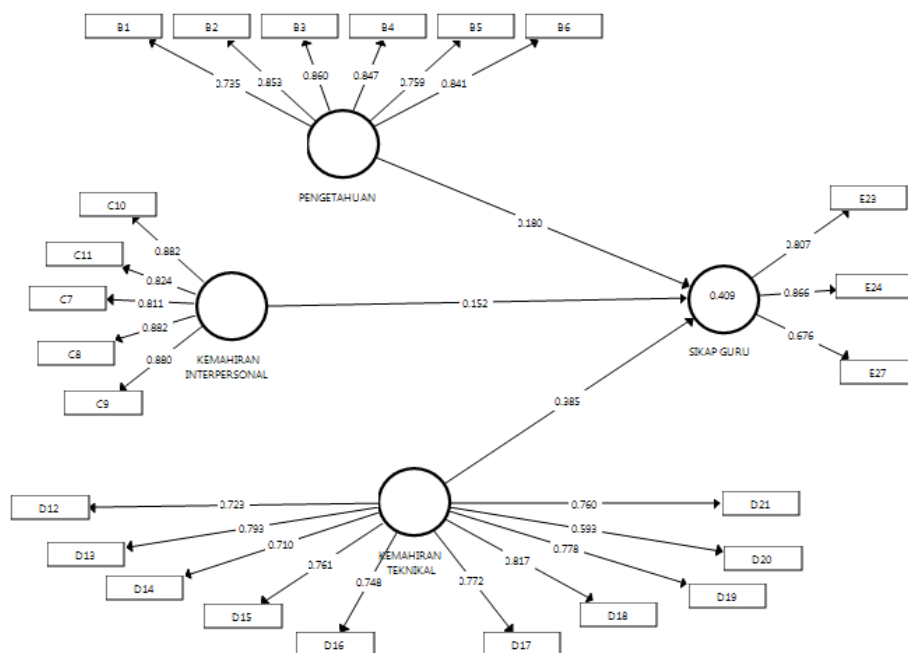 B1
B2
B3
B4
B5
B6
0.735
0.853
0.860
0.847
0.759
0.841
PENGETAHUAN
C10
C11
C7
C8
C9
0.882
0.824
0.811
0.882
0.880
KEMAHIRAN
INTERPERSONAL
0.180
0.152
0.385
0.409
SIKAP GURU
0.807
0.866
0.676
E23
E24
E27
KEMAHIRAN
TEKNIKAL
D12
D13
D14
D15
D16
D17
D18
D19
D20
D21
0.723
0.793
0.710
0.761
0.748
0.772
0.817
0.778
0.593
0.760